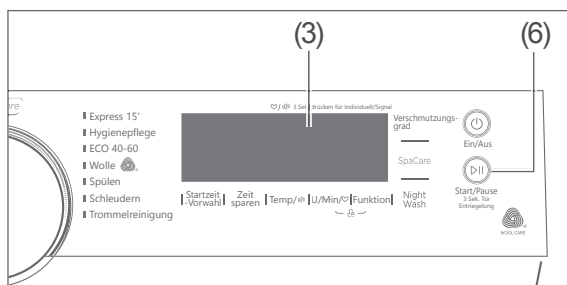 (3)
(6)
3 Sek. drücken für Individuell/Signal
Express 15'
Hygienepflege
ECO 40-60
Wolle
Spülen
Schleudern
Trommelreinigung
Verschmutzungs-
grad
SpaCare
Night
Wash
Startzeit
-Vorwahl
Zeit
sparen
Temp/
U/Min/
Funktion
Ein/Aus
Start/Pause
3 Sek. Tür
Entriegelung
WOOL CARE